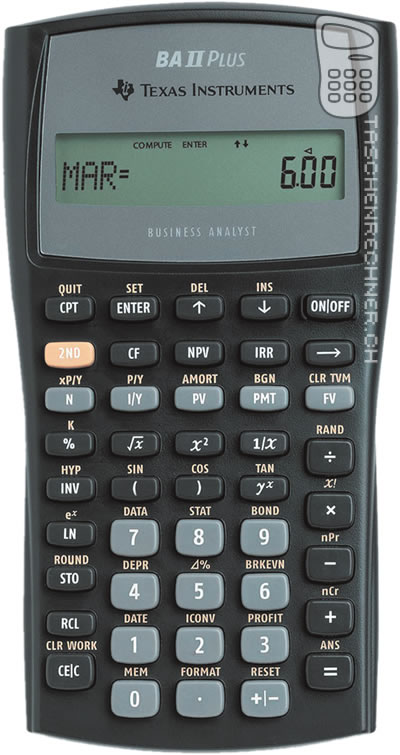 BA II PLUS
TEXAS INSTRUMENTS
COMPUTE ENTER ↑↓
MAR= 6.00
BUSINESS ANALYST
QUIT SET DEL INS
CPT ENTER ↑ ↓ ON|OFF
2ND CF NPV IRR →
xP/Y P/Y AMORT BGN CLR TVM
N I/Y PV PMT FV
K RAND
% √x x² 1/x ÷
HYP SIN COS TAN x!
INV ( ) yˣ ×
eˣ DATA STAT BOND nPr
LN 7 8 9 −
ROUND DEPR Δ% BRKEVN nCr
STO 4 5 6 +
DATE ICONV PROFIT
RCL 1 2 3
CLR WORK MEM FORMAT RESET ANS
CE|C 0 . +|− =
TASCHENRECHNER.CH